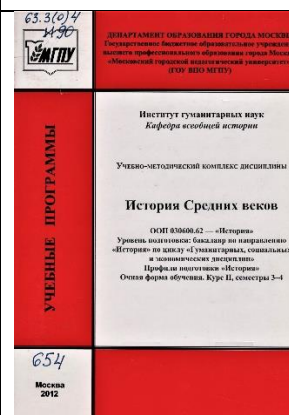 63.3(0)4
И90
МГПУ
ДЕПАРТАМЕНТ ОБРАЗОВАНИЯ ГОРОДА МОСКВЫ
Государственное бюджетное образовательное учреждение
высшего профессионального образования города Москвы
«Московский городской педагогический университет»
(ГОУ ВПО МГПУ)
Институт гуманитарных наук
Кафедра всеобщей истории
УЧЕБНО-МЕТОДИЧЕСКИЙ КОМПЛЕКС ДИСЦИПЛИНЫ
История Средних веков
ООП 030600.62 — «История»
Уровень подготовки: бакалавр по направлению
«История» по циклу «Гуманитарных, социальных
и экономических дисциплин»
Профиль подготовки «История»
Очная форма обучения. Курс II, семестры 3–4
УЧЕБНЫЕ ПРОГРАММЫ
654
Москва
2012